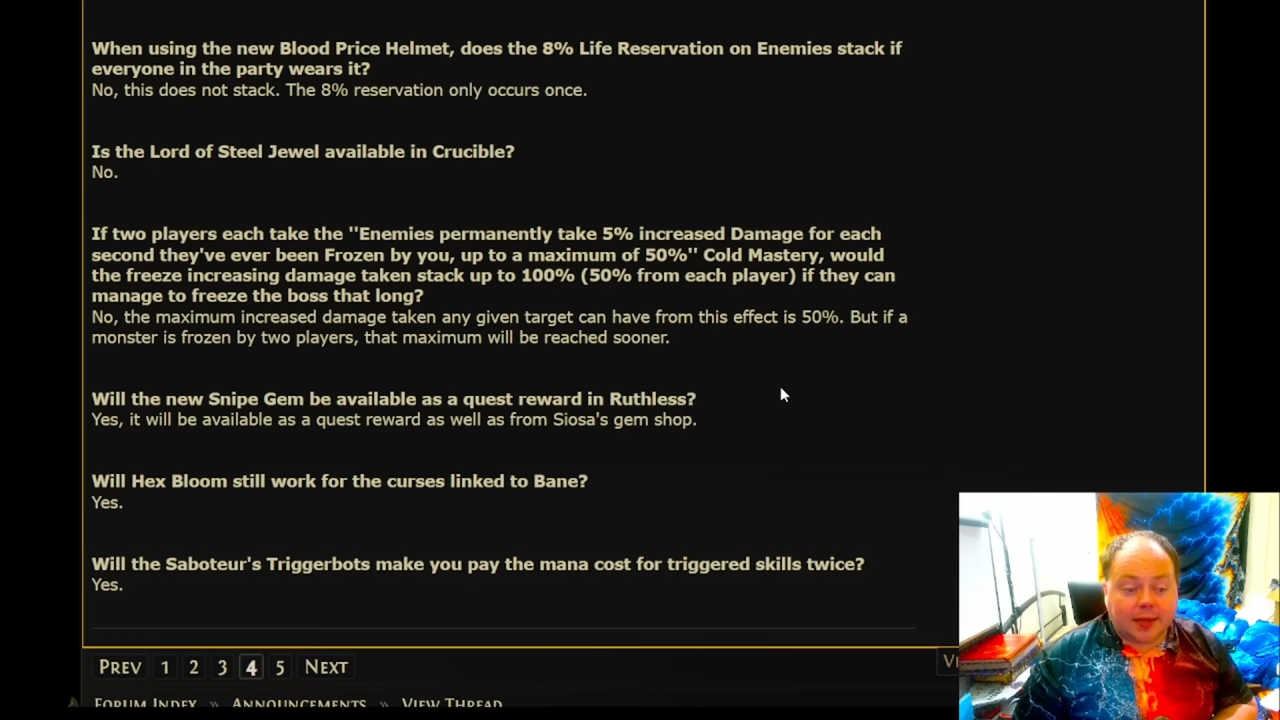 When using the new Blood Price Helmet, does the 8% Life Reservation on Enemies stack if
everyone in the party wears it?
No, this does not stack. The 8% reservation only occurs once.
Is the Lord of Steel Jewel available in Crucible?
No.
If two players each take the "Enemies permanently take 5% increased Damage for each
second they've ever been Frozen by you, up to a maximum of 50%" Cold Mastery, would
the freeze increasing damage taken stack up to 100% (50% from each player) if they can
manage to freeze the boss that long?
No, the maximum increased damage taken any given target can have from this effect is 50%. But if a
monster is frozen by two players, that maximum will be reached sooner.
Will the new Snipe Gem be available as a quest reward in Ruthless?
Yes, it will be available as a quest reward as well as from Siosa's gem shop.
Will Hex Bloom still work for the curses linked to Bane?
Yes.
Will the Saboteur's Triggerbots make you pay the mana cost for triggered skills twice?
Yes.
PREV 1 2 3 4 5 NEXT
FORUM INDEX » ANNOUNCEMENTS » VIEW THREAD